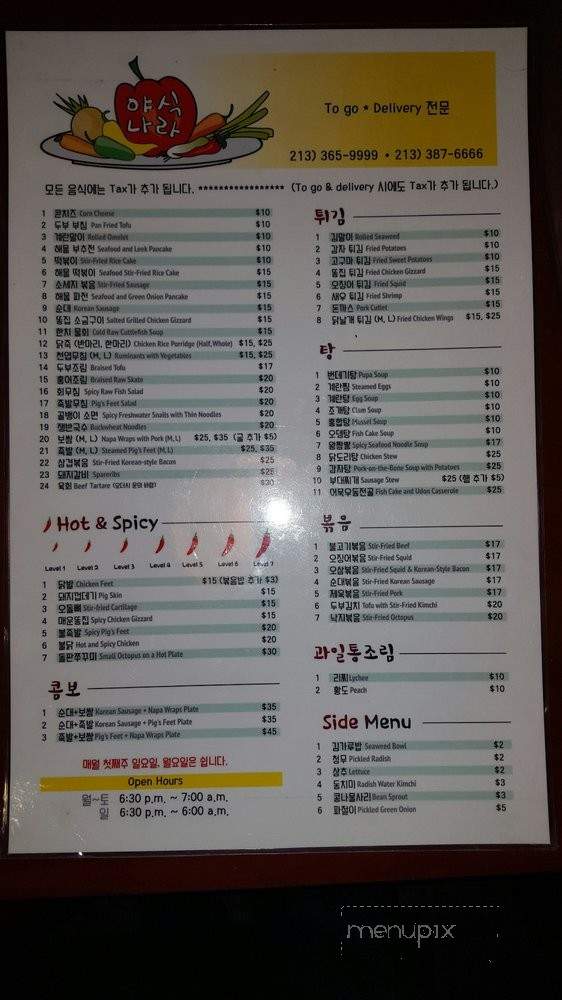 야식
나라
To go * Delivery 전문
213) 365-9999 • 213) 387-6666
모든 음식에는 Tax가 추가 됩니다. ***************** (To go & delivery 시에도 Tax가 추가 됩니다.)
1 콘치즈 Corn Cheese $10
2 두부 부침 Pan Fried Tofu $10
3 계란말이 Rolled Omelet $10
4 해물 부추전 Seafood and Leek Pancake $10
5 떡볶이 Stir-Fried Rice Cake $10
6 해물 떡볶이 Seafood Stir-Fried Rice Cake $15
7 소세지 볶음 Stir-Fried Sausage $15
8 해물 파전 Seafood and Green Onion Pancake $15
9 순대 Korean Sausage $15
10 똥집 소금구이 Salted Grilled Chicken Gizzard $15
11 한치 물회 Cold Raw Cuttlefish Soup $15
12 닭죽 (반마리, 한마리) Chicken Rice Porridge (Half, Whole) $15, $25
13 천엽무침 (M, L) Ruminants with Vegetables $15, $25
14 두부조림 Braised Tofu $17
15 홍어조림 Braised Raw Skate $20
16 회무침 Spicy Raw Fish Salad $20
17 족발무침 Pig's Feet Salad $20
18 골뱅이 소면 Spicy Freshwater Snails with Thin Noodles $20
19 쟁반국수 Buckwheat Noodles $20
20 보쌈 (M, L) Napa Wraps with Pork (M, L) $25, $35 (굴 추가 $5)
21 족발 (M, L) Steamed Pig's Feet (M, L) $25, $35
22 삼겹볶음 Stir-Fried Korean-style Bacon $25
23 돼지갈비 Spareribs $25
24 육회 Beef Tartare $30
Hot & Spicy
Level 1 Level 2 Level 3 Level 4 Level 5 Level 6 Level 7
1 닭발 Chicken Feet $15 (볶음밥 추가 $3)
2 돼지껍데기 Pig Skin $15
3 오돌뼈 Stir-fried Cartilage $15
4 매운똥집 Spicy Chicken Gizzard $15
5 불족발 Spicy Pig's Feet $20
6 불닭 Hot and Spicy Chicken $20
7 돌판쭈꾸미 Small Octopus on a Hot Plate $30
콤보
1 순대+보쌈 Korean Sausage + Napa Wraps Plate $35
2 순대+족발 Korean Sausage + Pig's Feet Plate $35
3 족발+보쌈 Pig's Feet + Napa Wraps Plate $45
매월 첫째주 일요일, 월요일은 쉽니다.
Open Hours
월~토 6:30 p.m. ~ 7:00 a.m.
일 6:30 p.m. ~ 6:00 a.m.
튀김
1 김말이 Rolled Seaweed $10
2 감자 튀김 Fried Potatoes $10
3 고구마 튀김 Fried Sweet Potatoes $10
4 똥집 튀김 Fried Chicken Gizzard $15
5 오징어 튀김 Fried Squid $15
6 새우 튀김 Fried Shrimp $15
7 돈까스 Pork Cutlet $15
8 닭날개 튀김 (M, L) Fried Chicken Wings $15, $25
탕
1 번데기탕 Pupa Soup $10
2 계란찜 Steamed Eggs $10
3 계란탕 Egg Soup $10
4 조개탕 Clam Soup $10
5 홍합탕 Mussel Soup $10
6 오뎅탕 Fish Cake Soup $10
7 왕짬뽕 Spicy Seafood Noodle Soup $17
8 닭도리탕 Chicken Stew $25
9 감자탕 Pork-on-the-Bone Soup with Potatoes $25
10 부대찌개 Sausage Stew $25 (햄 추가 $5)
11 어묵우동전골 Fish Cake and Udon Casserole $25
볶음
1 불고기볶음 Stir-Fried Beef $17
2 오징어볶음 Stir-Fried Squid $17
3 오삼볶음 Stir-Fried Squid & Korean-Style Bacon $17
4 순대볶음 Stir-Fried Korean Sausage $17
5 제육볶음 Stir-Fried Pork $17
6 두부김치 Tofu with Stir-Fried Kimchi $20
7 낙지볶음 Stir-Fried Octopus $20
과일통조림
1 리찌 Lychee $10
2 황도 Peach $10
Side Menu
1 김가루밥 Seaweed Bowl $2
2 청무 Pickled Radish $2
3 상추 Lettuce $2
4 동치미 Radish Water Kimchi $3
5 콩나물사리 Bean Sprout $3
6 파절이 Pickled Green Onion $5
menupix